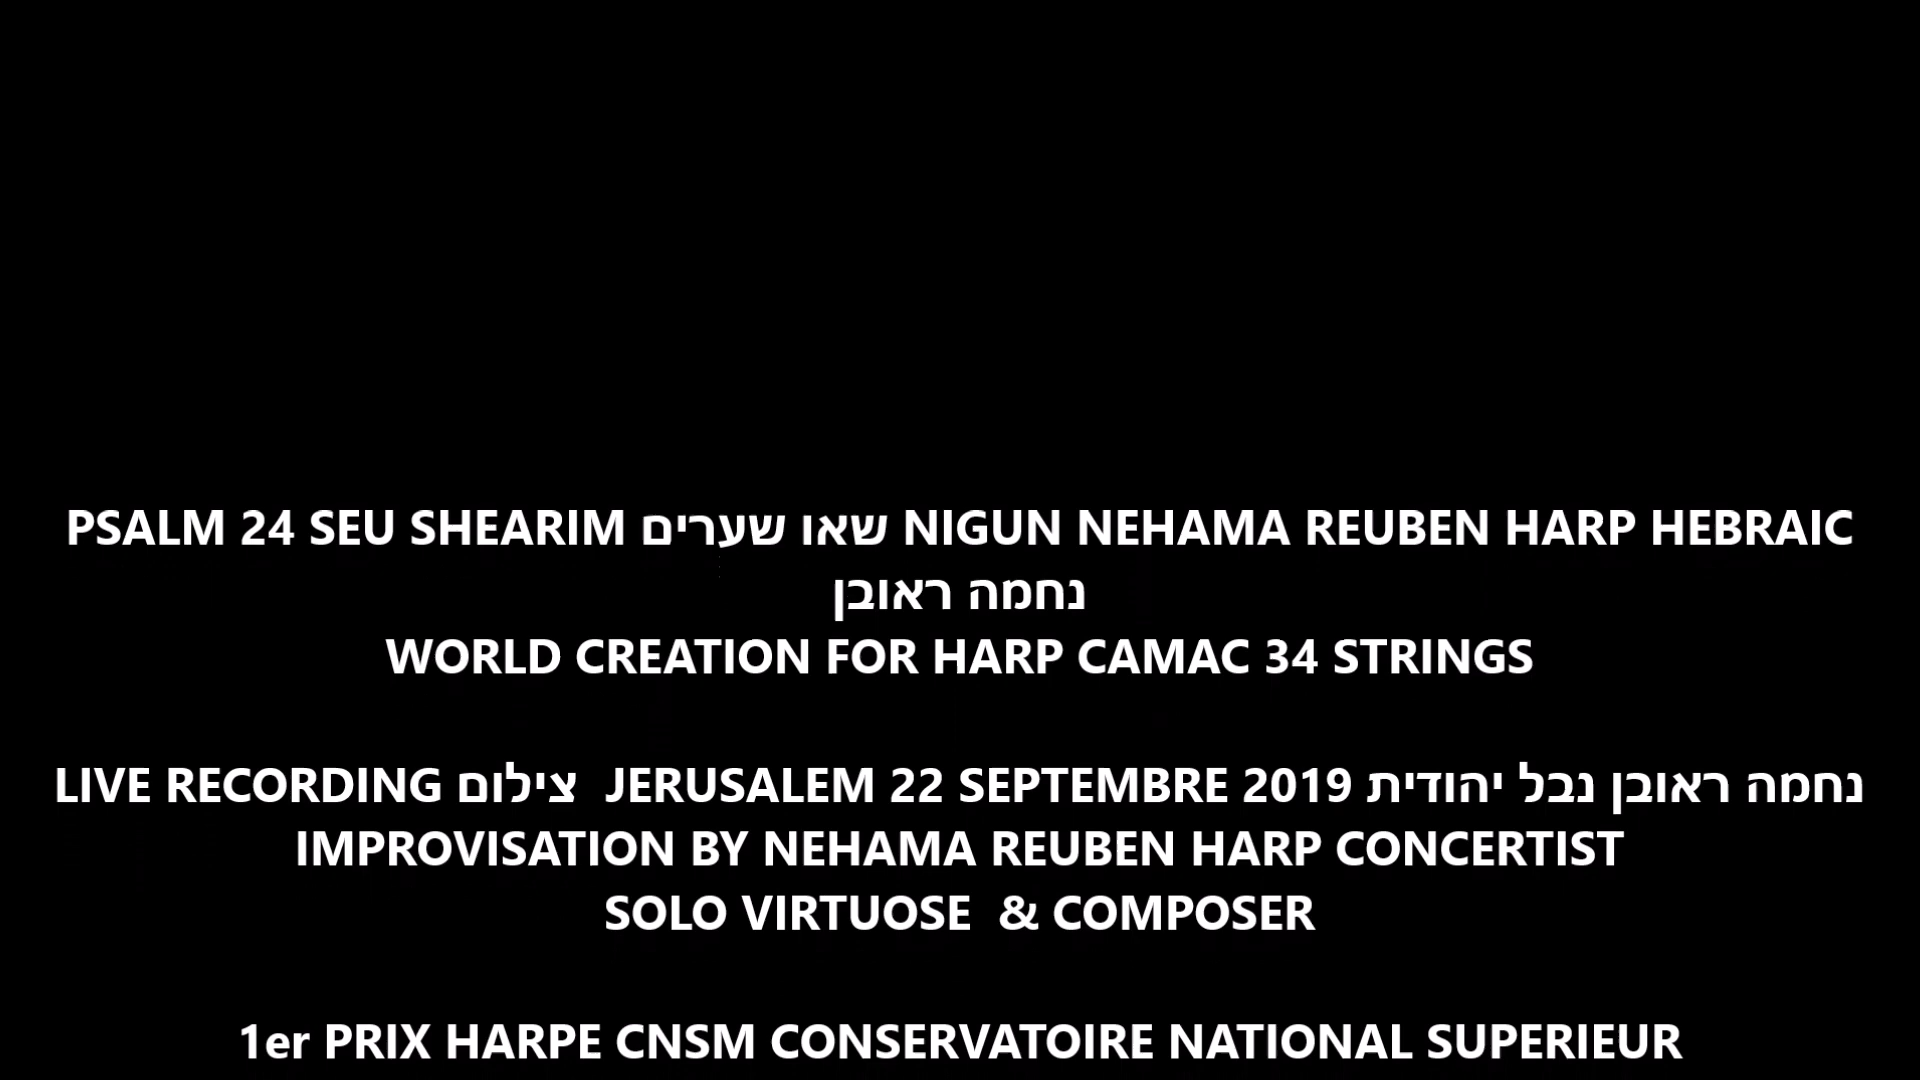 PSALM 24 SEU SHEARIM שאו שערים NIGUN NEHAMA REUBEN HARP HEBRAIC
נחמה ראובן
WORLD CREATION FOR HARP CAMAC 34 STRINGS
LIVE RECORDING צילום JERUSALEM 22 SEPTEMBRE 2019 נחמה ראובן נבל יהודית
IMPROVISATION BY NEHAMA REUBEN HARP CONCERTIST
SOLO VIRTUOSE & COMPOSER
1er PRIX HARPE CNSM CONSERVATOIRE NATIONAL SUPERIEUR